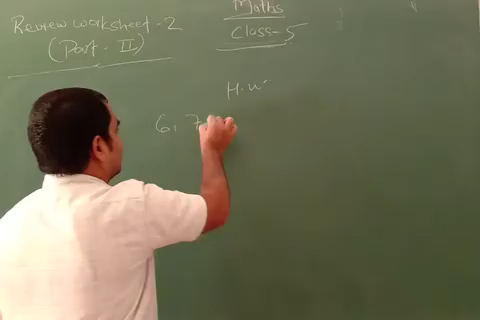 Review worksheet-2
(Part-II)
Maths
Class-5
H.w
6, 7